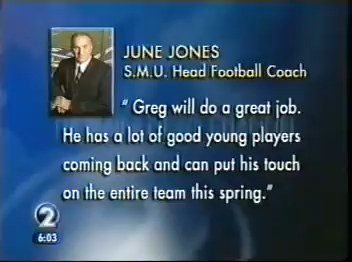 JUNE JONES
S.M.U. Head Football Coach
" Greg will do a great job.
He has a lot of good young players
coming back and can put his touch
on the entire team this spring."
2
6:03